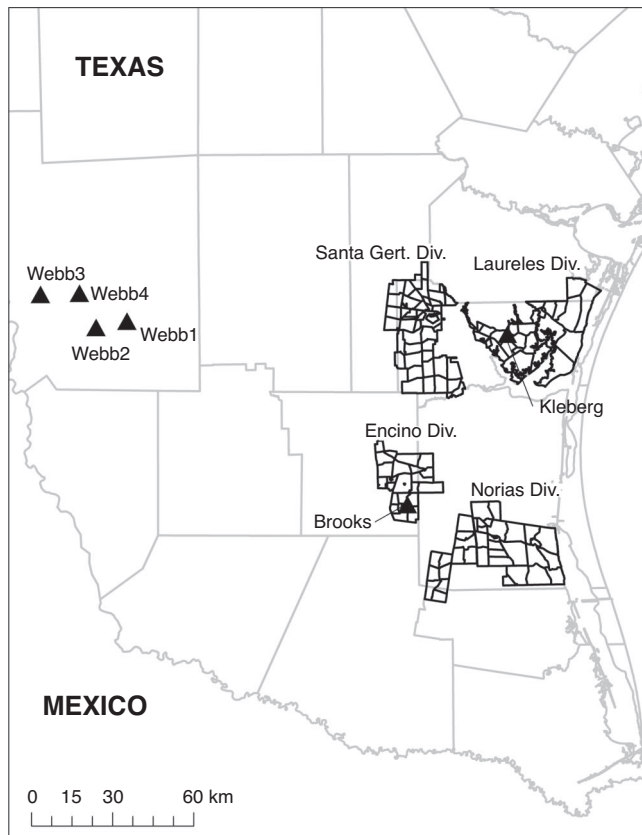 TEXAS
Santa Gert. Div.
Laureles Div.
Webb3
Webb4
Webb1
Webb2
Kleberg
Encino Div.
Norias Div.
Brooks
MEXICO
0 15 30 60 km